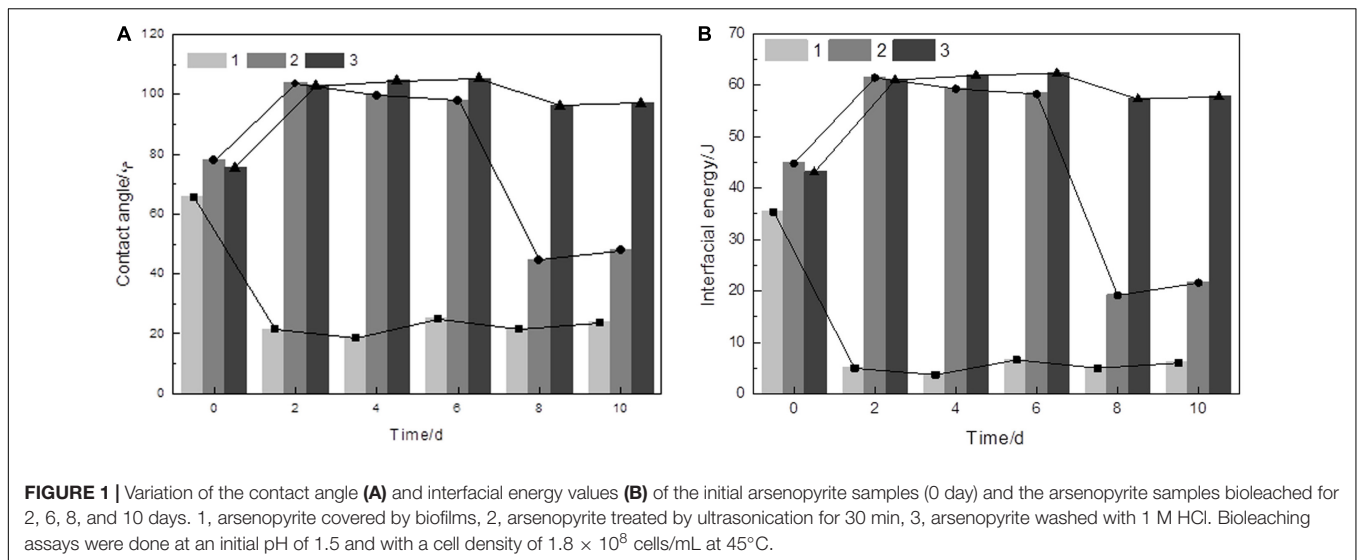 A
120
100
80
60
40
20
0
1 2 3
Contact angle/
0 2 4 6 8 10
Time/d
B
70
60
50
40
30
20
10
0
1 2 3
Interfacial energy/J
0 2 4 6 8 10
Time/d
FIGURE 1 | Variation of the contact angle (A) and interfacial energy values (B) of the initial arsenopyrite samples (0 day) and the arsenopyrite samples bioleached for
2, 6, 8, and 10 days. 1, arsenopyrite covered by biofilms, 2, arsenopyrite treated by ultrasonication for 30 min, 3, arsenopyrite washed with 1 M HCl. Bioleaching
assays were done at an initial pH of 1.5 and with a cell density of 1.8 × 10⁸ cells/mL at 45°C.